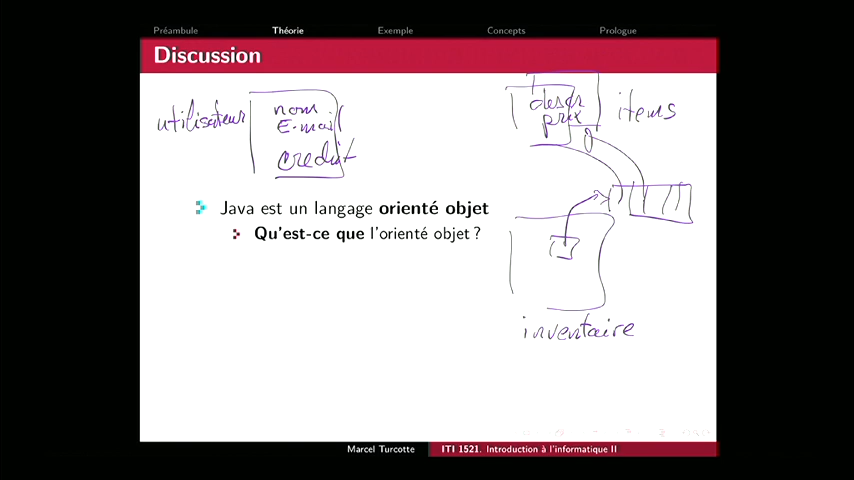 Préambule Théorie Exemple Concepts Prologue
Discussion
utilisateur
nom
E-mail
credit
descr
prix
items
Java est un langage orienté objet
Qu'est-ce que l'orienté objet ?
inventaire
Marcel Turcotte ITI 1521. Introduction à l'informatique II